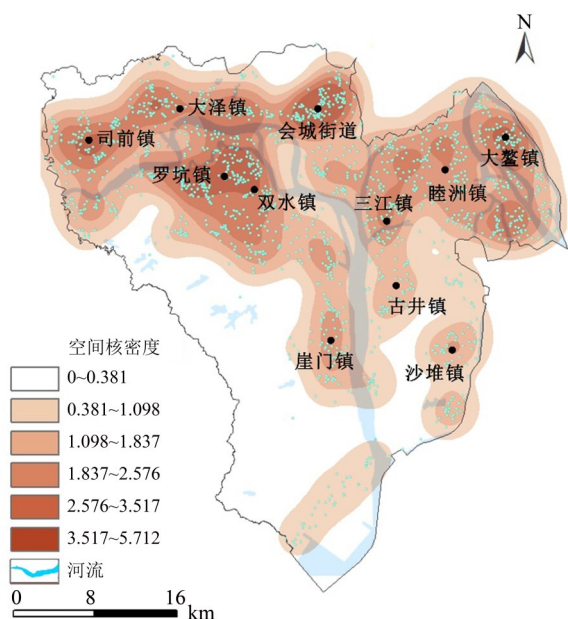 N
大泽镇
会城街道
司前镇
大鳌镇
罗坑镇
睦洲镇
双水镇
三江镇
古井镇
崖门镇
沙堆镇
空间核密度
0~0.381
0.381~1.098
1.098~1.837
1.837~2.576
2.576~3.517
3.517~5.712
河流
0 8 16
km